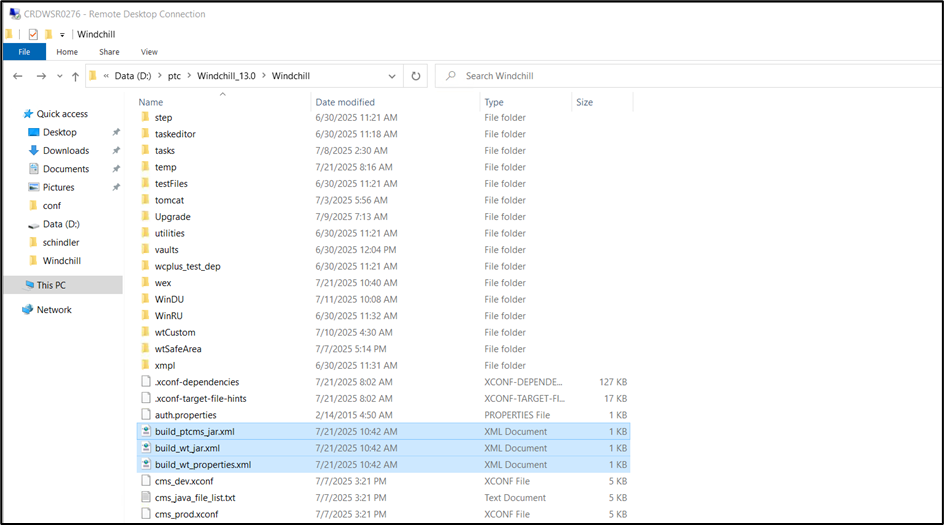 CRDWSR0276 - Remote Desktop Connection
Windchill
File Home Share View
« Data (D:) > ptc > Windchill_13.0 > Windchill Search Windchill
Name Date modified Type Size
Quick access
Desktop
Downloads
Documents
Pictures
conf
Data (D:)
schindler
Windchill
This PC
Network
step 6/30/2025 11:21 AM File folder
taskeditor 6/30/2025 11:18 AM File folder
tasks 7/8/2025 2:30 AM File folder
temp 7/21/2025 8:16 AM File folder
testFiles 6/30/2025 11:21 AM File folder
tomcat 7/3/2025 5:56 AM File folder
Upgrade 7/9/2025 7:13 AM File folder
utilities 6/30/2025 11:21 AM File folder
vaults 6/30/2025 12:04 PM File folder
wcplus_test_dep 6/30/2025 11:21 AM File folder
wex 7/21/2025 10:40 AM File folder
WinDU 7/11/2025 10:08 AM File folder
WinRU 6/30/2025 11:32 AM File folder
wtCustom 7/10/2025 4:30 AM File folder
wtSafeArea 7/7/2025 5:14 PM File folder
xmpl 6/30/2025 11:31 AM File folder
.xconf-dependencies 7/21/2025 8:02 AM XCONF-DEPENDE... 127 KB
.xconf-target-file-hints 7/21/2025 8:02 AM XCONF-TARGET-FI... 17 KB
auth.properties 2/14/2015 4:50 AM PROPERTIES File 1 KB
build_ptcms_jar.xml 7/21/2025 10:42 AM XML Document 1 KB
build_wt_jar.xml 7/21/2025 10:42 AM XML Document 1 KB
build_wt_properties.xml 7/21/2025 10:42 AM XML Document 1 KB
cms_dev.xconf 7/7/2025 3:21 PM XCONF File 5 KB
cms_java_file_list.txt 7/7/2025 3:21 PM Text Document 5 KB
cms_prod.xconf 7/7/2025 3:21 PM XCONF File 5 KB